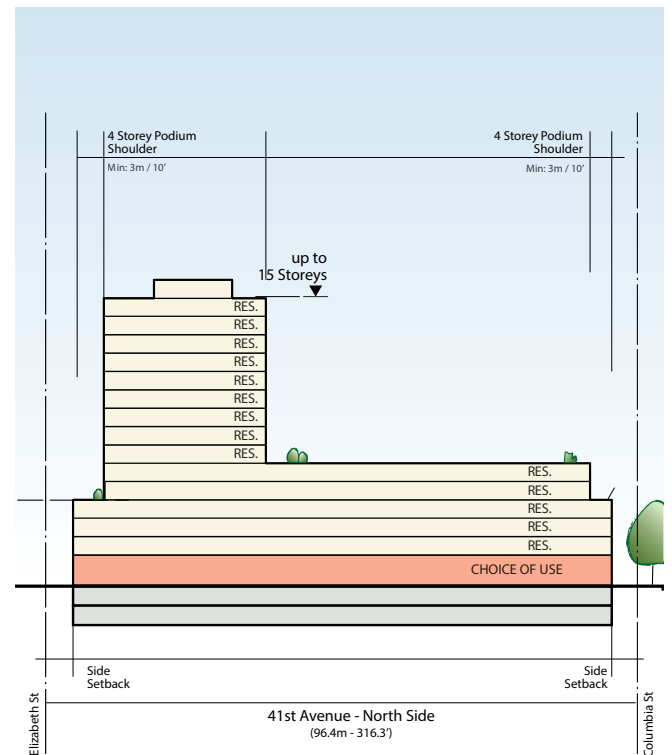 4 Storey Podium
Shoulder
Min: 3m / 10'
4 Storey Podium
Shoulder
Min: 3m / 10'
up to
15 Storeys
RES.
RES.
RES.
RES.
RES.
RES.
RES.
RES.
RES.
RES.
RES.
RES.
RES.
RES.
CHOICE OF USE
Side
Setback
Side
Setback
Elizabeth St
41st Avenue - North Side
(96.4m - 316.3')
Columbia St